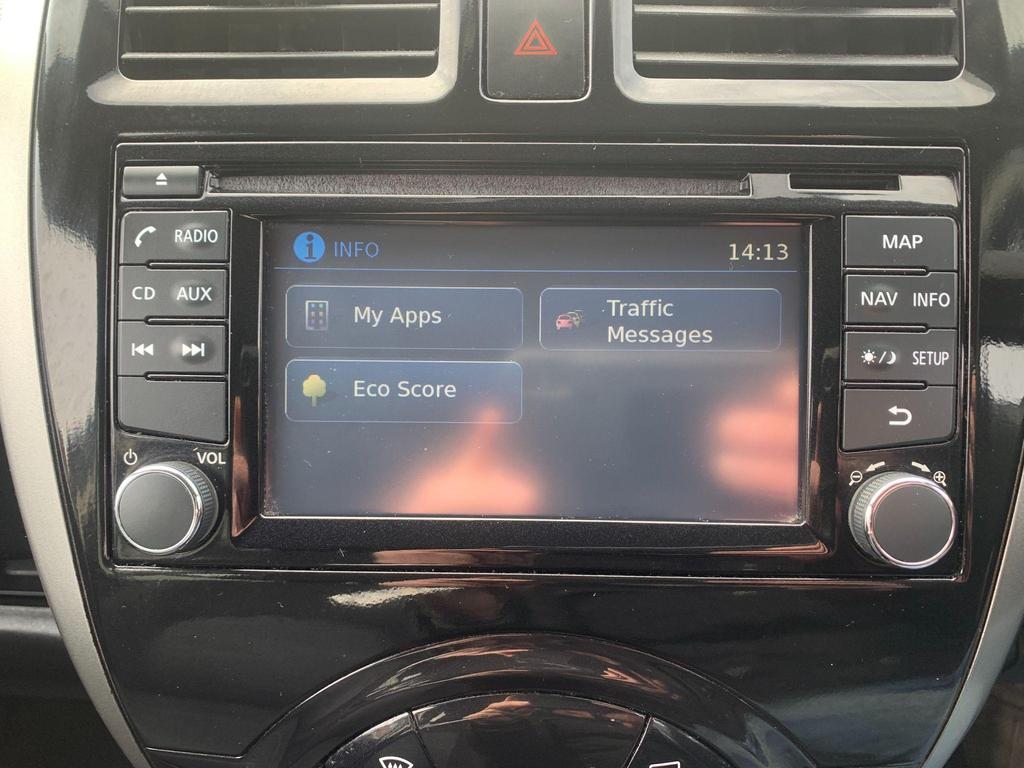 RADIO
CD AUX
VOL
INFO 14:13
My Apps
Traffic
Messages
Eco Score
MAP
NAV INFO
SETUP